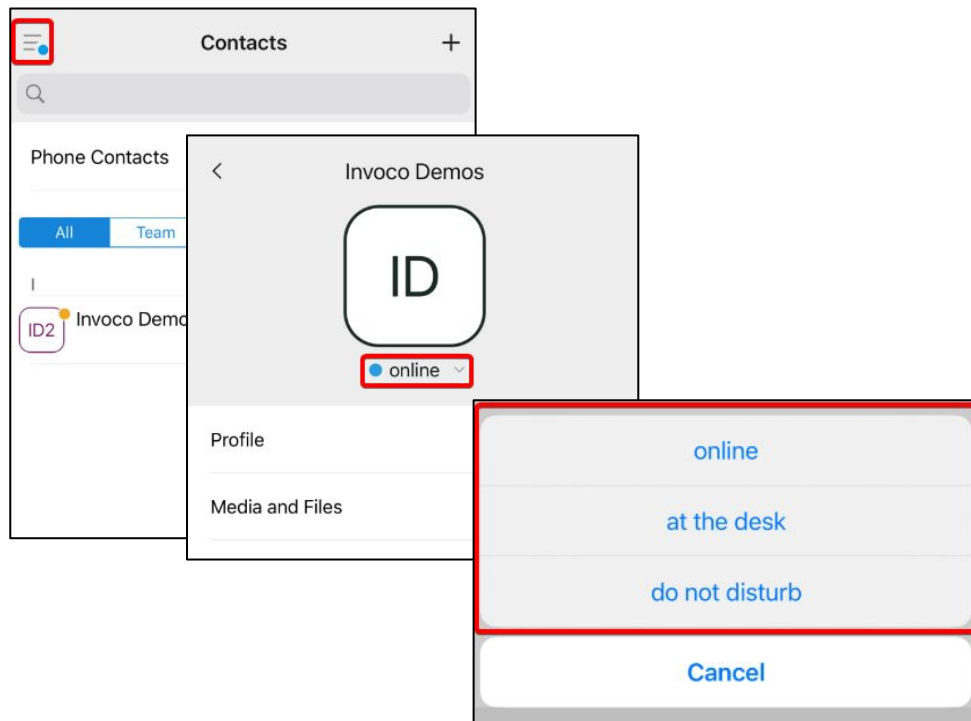 Contacts
Phone Contacts
All Team
I
ID2 Invoco Demo
Invoco Demos
ID
online
Profile
Media and Files
online
at the desk
do not disturb
Cancel